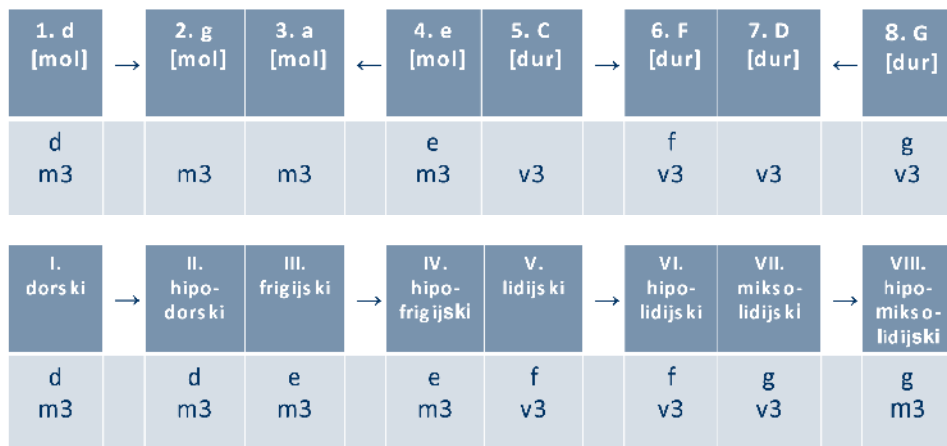 1. d [mol] → 2. g [mol] 3. a [mol] ← 4. e [mol] 5. C [dur] → 6. F [dur] 7. D [dur] ← 8. G [dur]
d e f g
m3 m3 m3 m3 v3 v3 v3 v3
I. dorski → II. hipo-dorski III. frigijski → IV. hipo-frigijski V. lidijski → VI. hipo-lidijski VII. mikso-lidijski → VIII. hipo-mikso-lidijski
d d e e f f g g
m3 m3 m3 m3 v3 v3 v3 m3